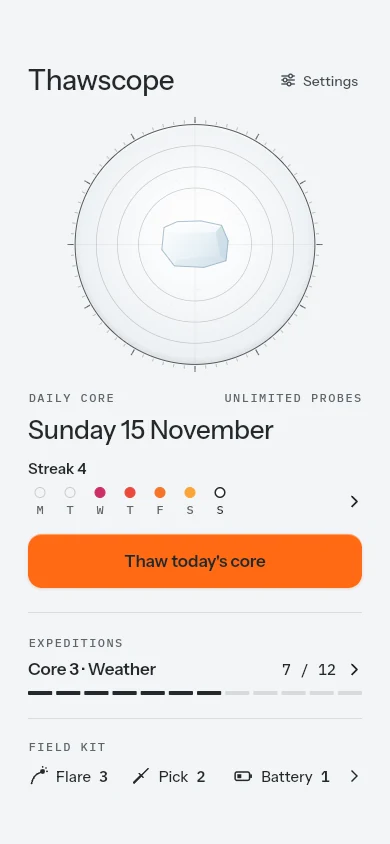 Thawscope
Settings
DAILY CORE
UNLIMITED PROBES
Sunday 15 November
Streak 4
M T W T F S S
Thaw today's core
EXPEDITIONS
Core 3 · Weather
7 / 12
FIELD KIT
Flare 3
Pick 2
Battery 1